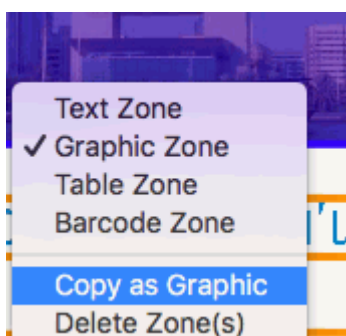 Text Zone
✓ Graphic Zone
Table Zone
Barcode Zone
Copy as Graphic
Delete Zone(s)